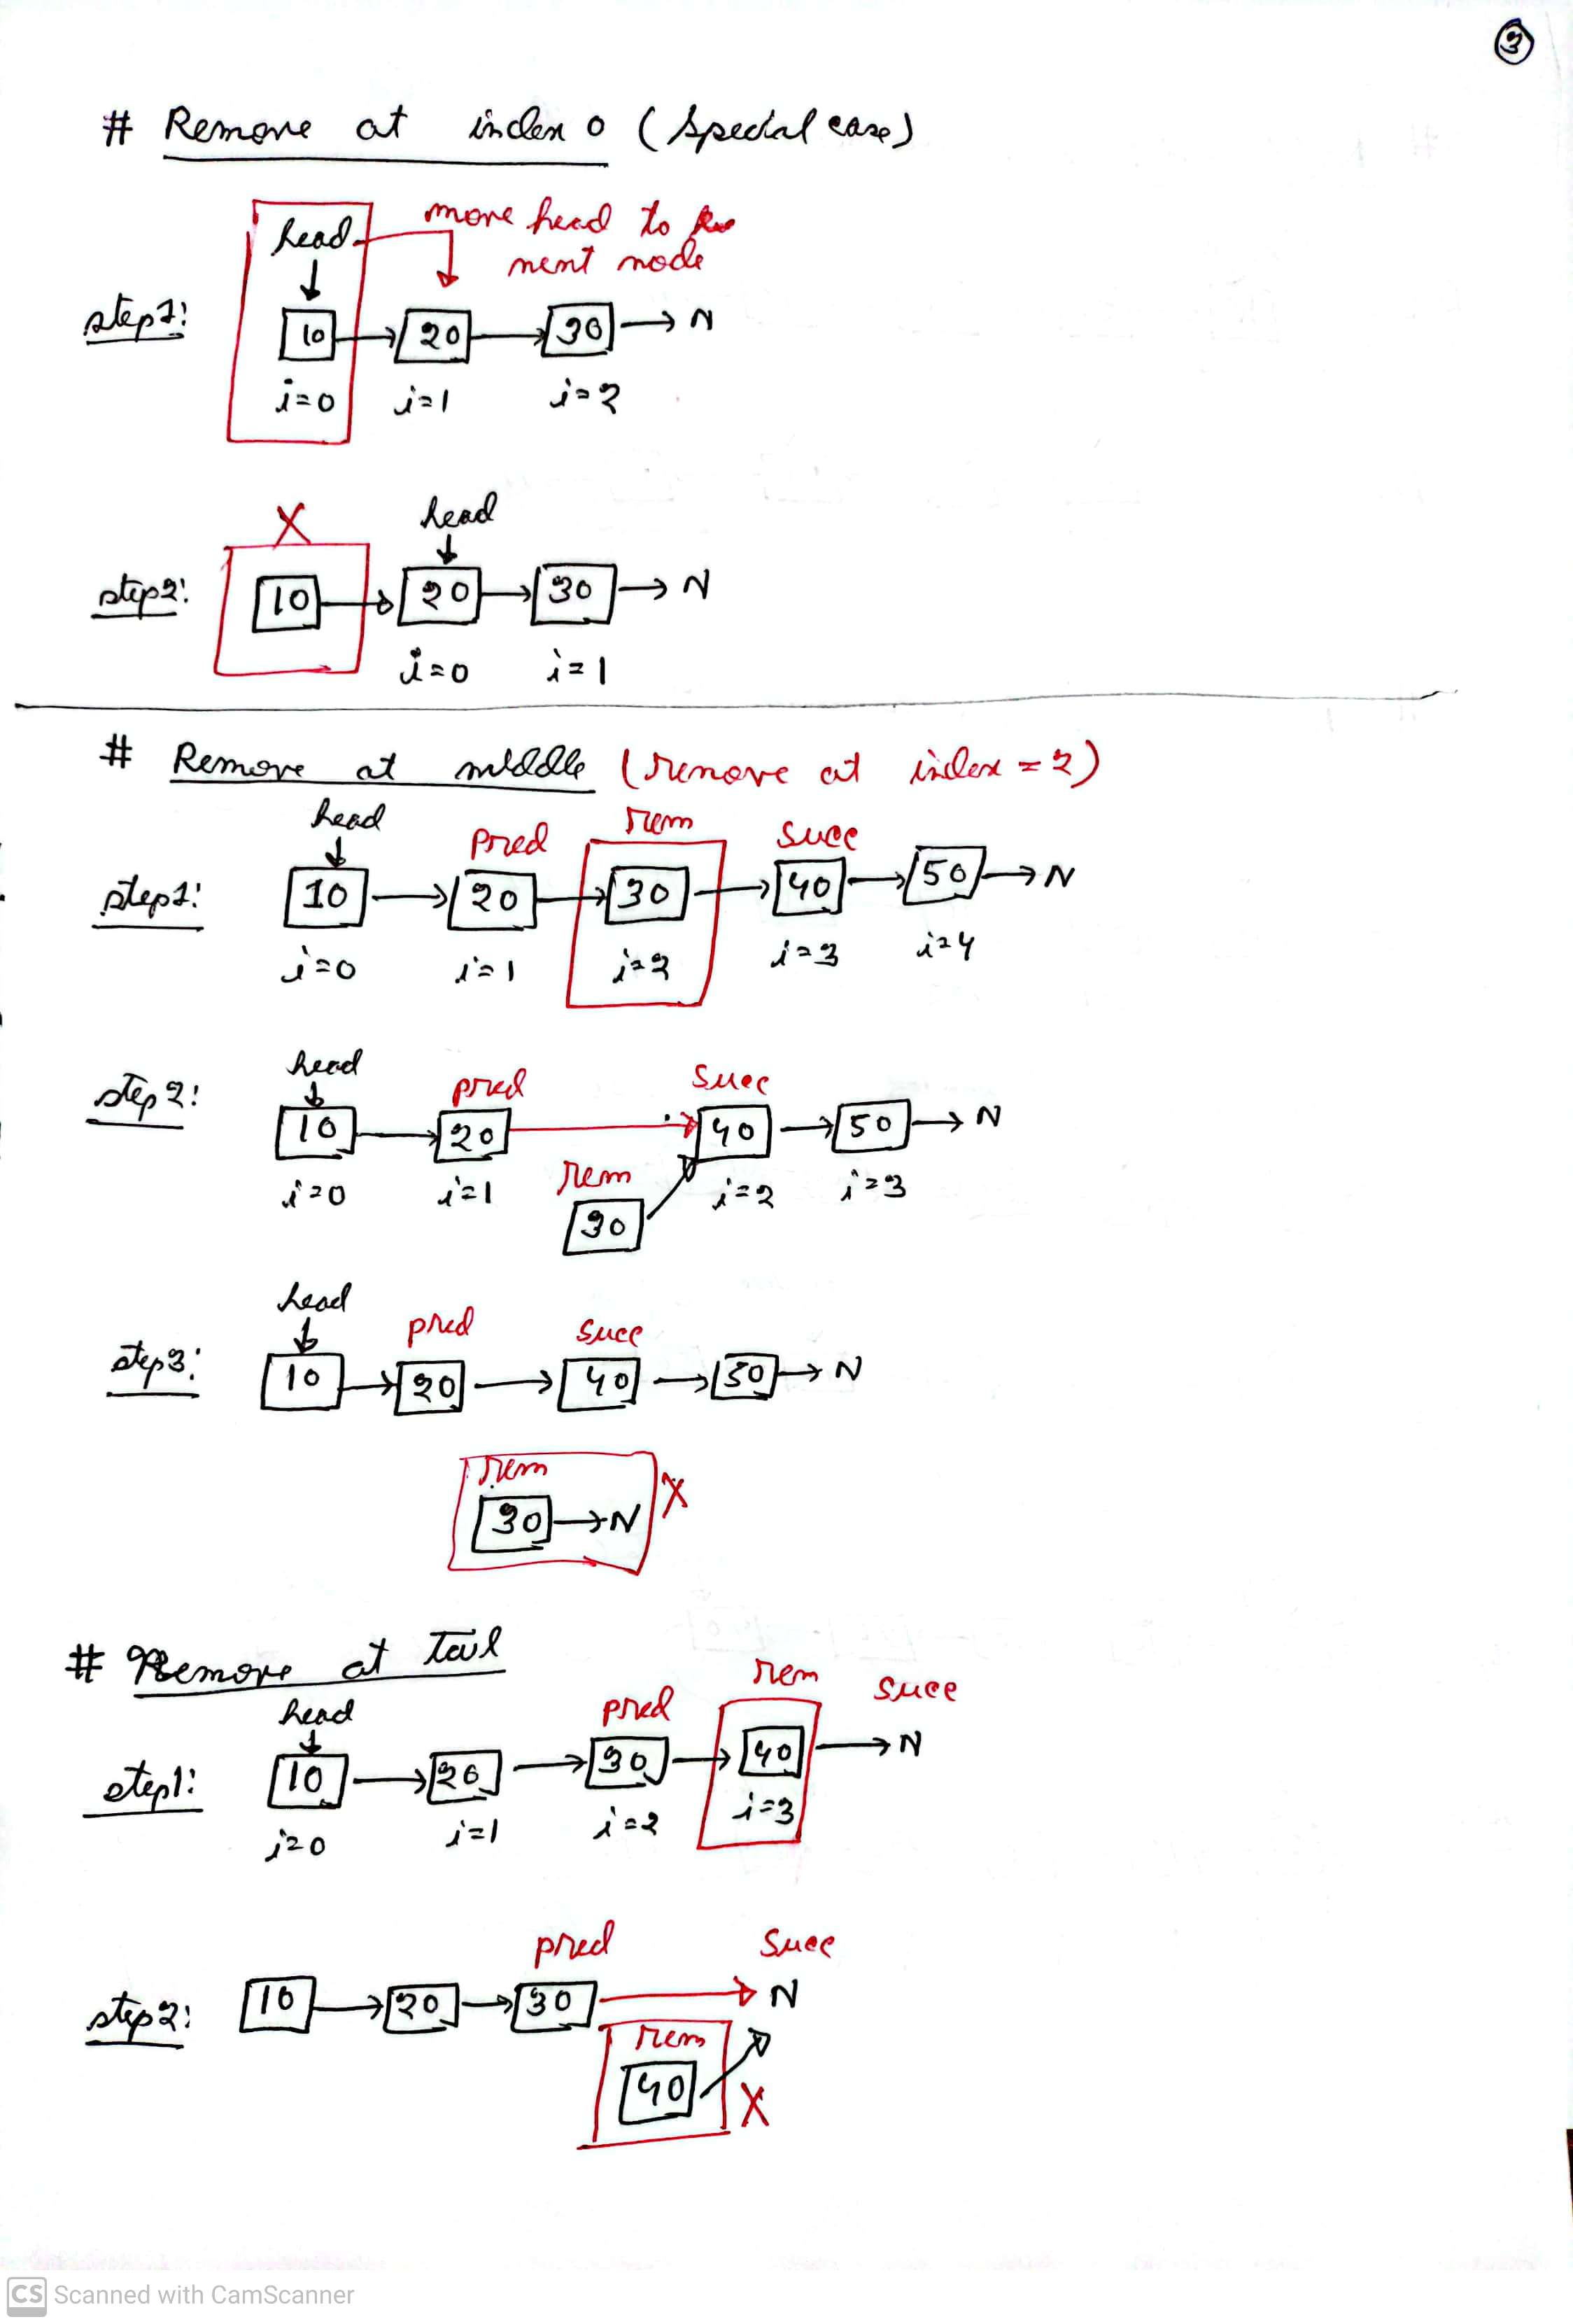 3
# Remove at index 0 (special case)
head
move head to
next node
step1:
10 → 20 → 30 → N
i=0 i=1 i=2
X
head
step2:
10 → 20 → 30 → N
i=0 i=1
# Remove at middle (remove at index = 2)
head pred rem succ
step1:
10 → 20 → 30 → 40 → 50 → N
i=0 i=1 i=2 i=3 i=4
head pred succ
step2:
10 → 20 → 40 → 50 → N
i=0 i=1 rem i=2 i=3
30
head pred succ
step3:
10 → 20 → 40 → 50 → N
rem
30 → N X
# Remove at tail
head pred rem succ
step1:
10 → 20 → 30 → 40 → N
i=0 i=1 i=2 i=3
pred succ
step2:
10 → 20 → 30 → N
rem
40 X
CS Scanned with CamScanner